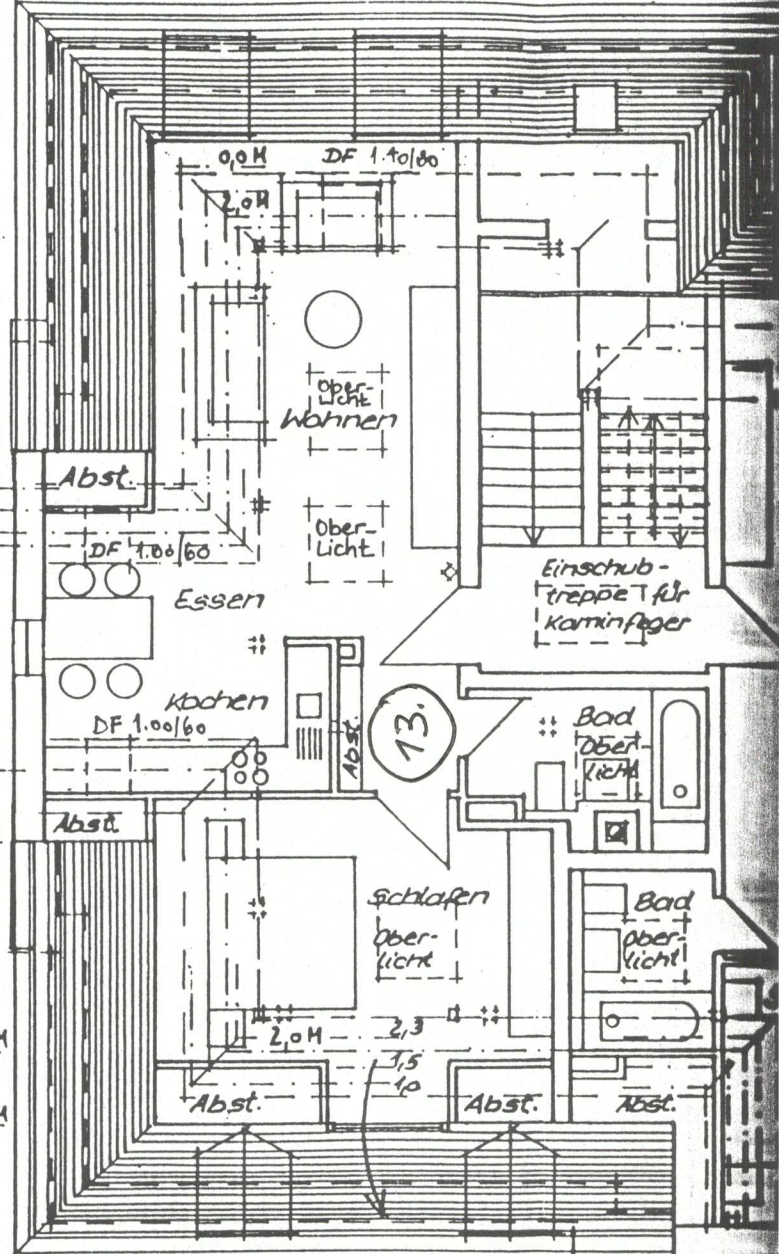 0,0 M
DF 1.40/80
2,0 M
Ober-
licht
Wohnen
Abst.
Ober-
Licht
DF 1.00/60
Einschub-
treppe für
Kaminfeger
Essen
Kochen
DF 1.00/60
Abst.
13.
Bad
Ober-
licht
Abst.
Schlafen
Ober-
licht
Bad
Ober-
licht
2,0 M
2,3
1,5
1,0
Abst.
Abst.
Abst.
M
M